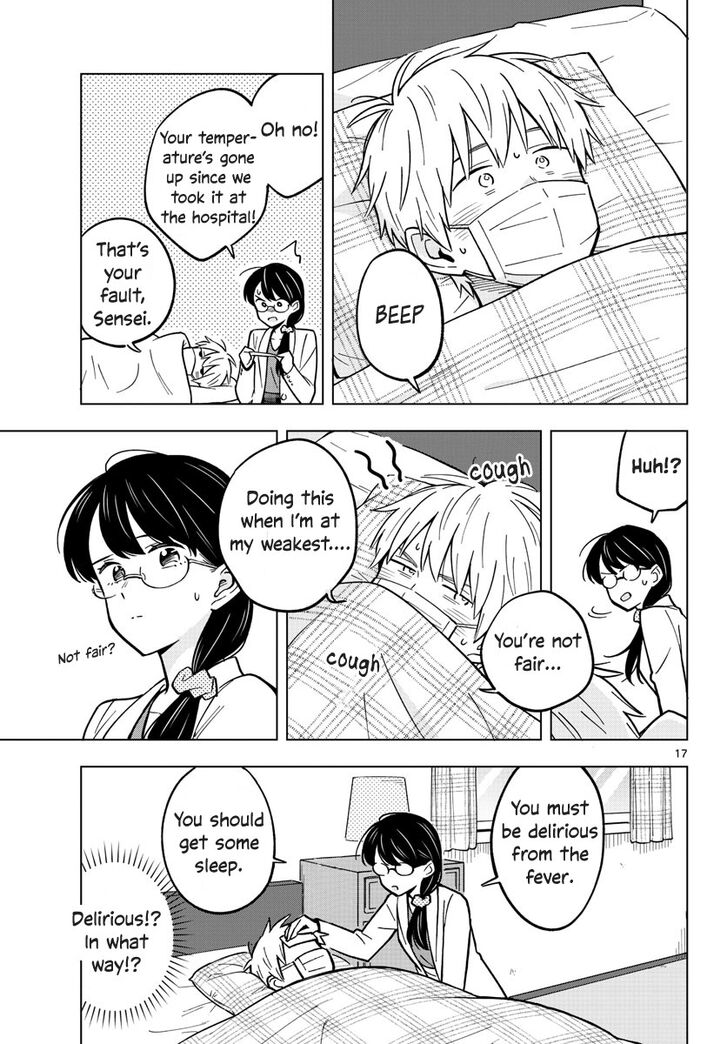 BEEP
Oh no!
Your temper-
ature's gone
up since we
took it at
the hospital!
That's
your
fault,
Sensei.
Huh!?
cough
You're not
fair...
Doing this
when I'm at
my weakest....
cough
Not fair?
17
You must
be delirious
from the
fever.
You should
get some
sleep.
Delirious!?
In what
way!?